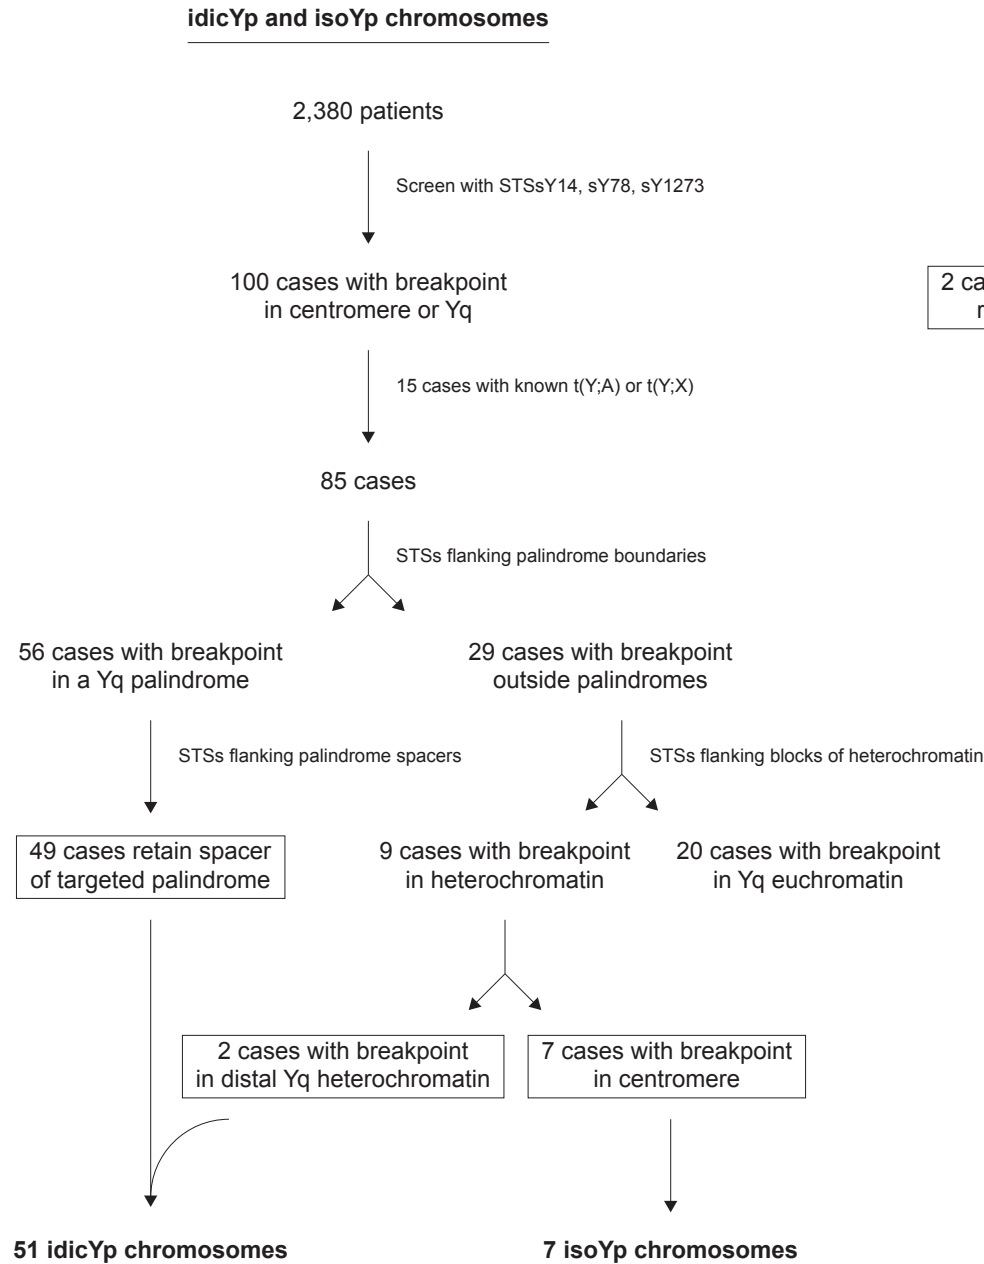 idicYp and isoYp chromosomes
2,380 patients
Screen with STSsY14, sY78, sY1273
100 cases with breakpoint
in centromere or Yq
2 ca
15 cases with known t(Y;A) or t(Y;X)
85 cases
STSs flanking palindrome boundaries
56 cases with breakpoint
in a Yq palindrome
29 cases with breakpoint
outside palindromes
STSs flanking palindrome spacers
STSs flanking blocks of heterochromatin
49 cases retain spacer
of targeted palindrome
9 cases with breakpoint
in heterochromatin
20 cases with breakpoint
in Yq euchromatin
2 cases with breakpoint
in distal Yq heterochromatin
7 cases with breakpoint
in centromere
51 idicYp chromosomes
7 isoYp chromosomes